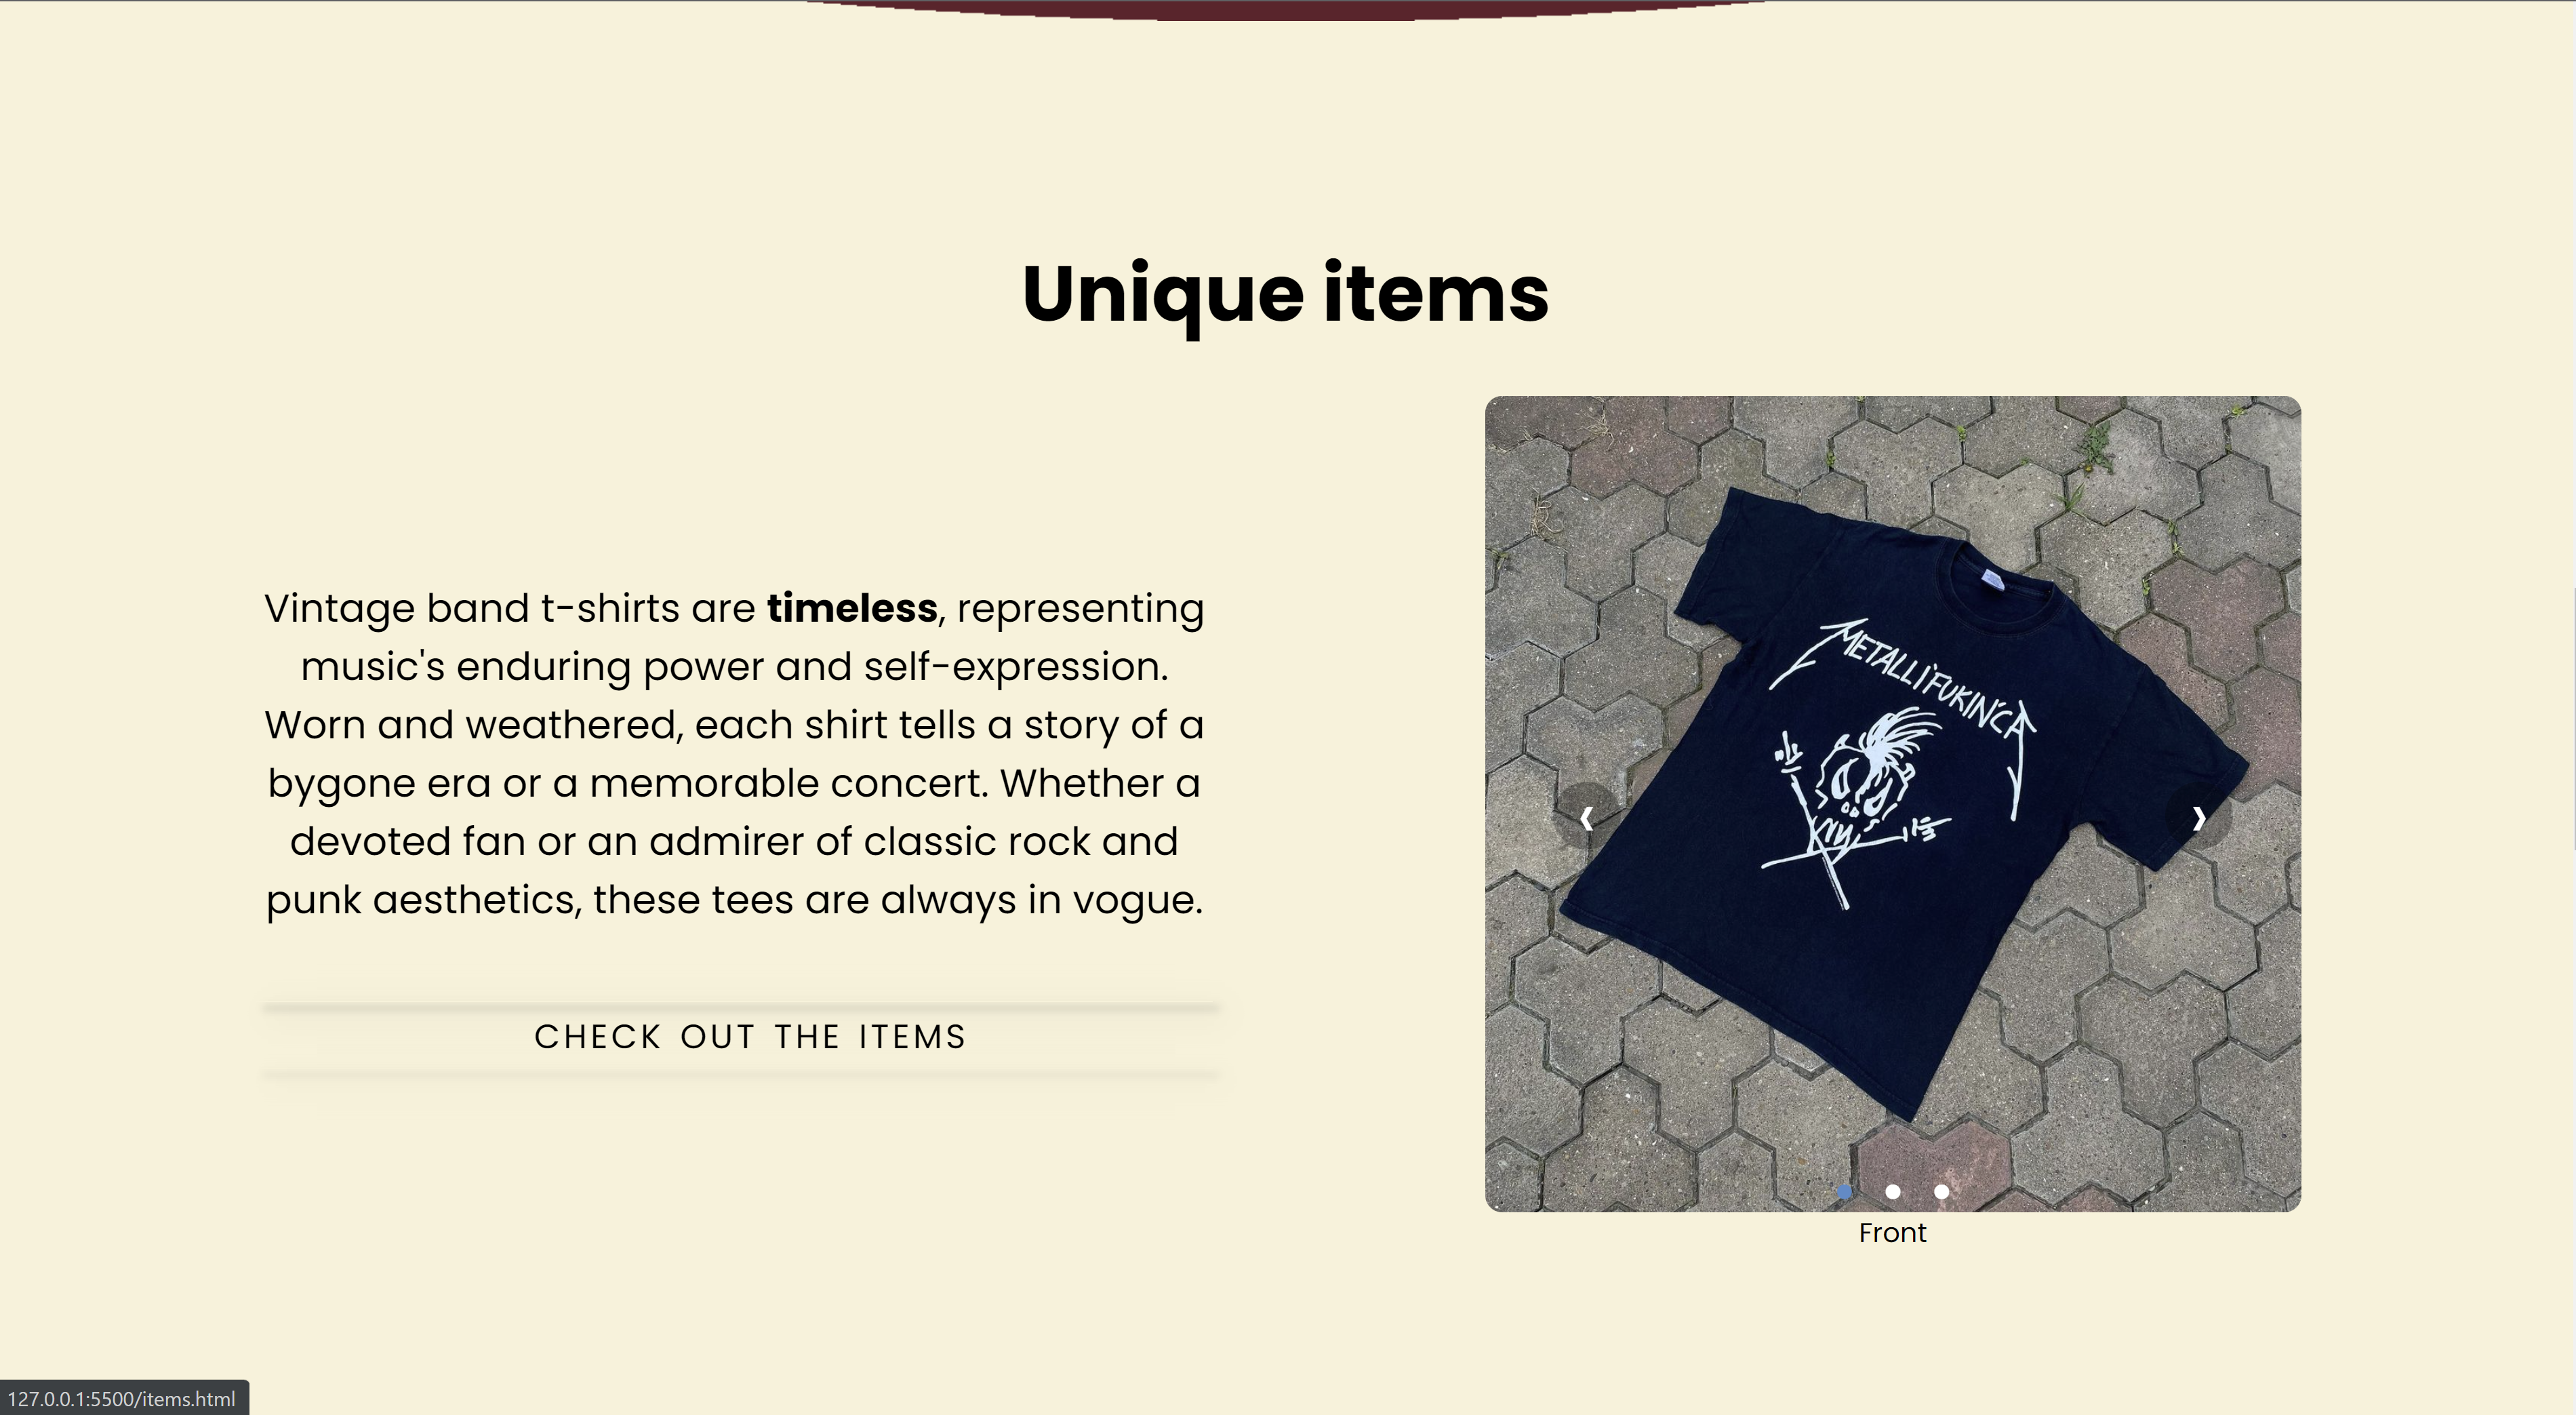 Unique items
Vintage band t-shirts are timeless, representing
music's enduring power and self-expression.
Worn and weathered, each shirt tells a story of a
bygone era or a memorable concert. Whether a
devoted fan or an admirer of classic rock and
punk aesthetics, these tees are always in vogue.
CHECK OUT THE ITEMS
METALLIFUKIN'CA
Front
127.0.0.1:5500/items.html